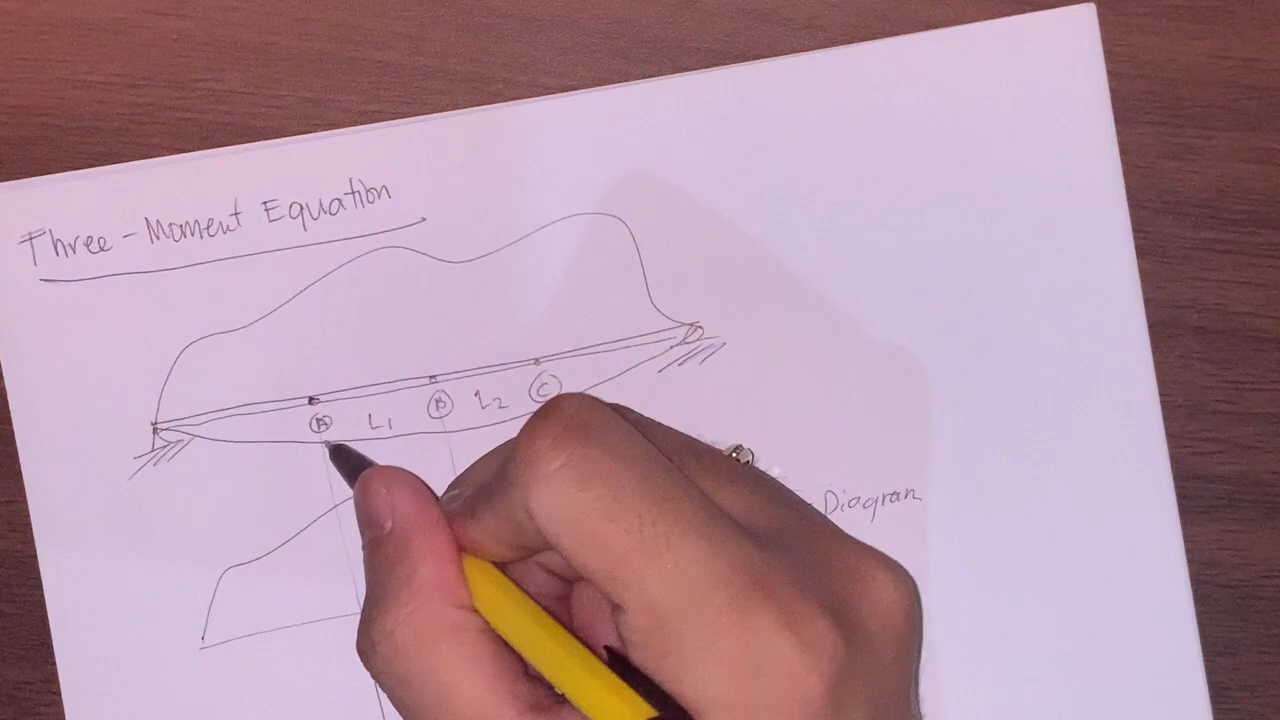 Three-Moment Equation
A L₁ B L₂ C
Diagram